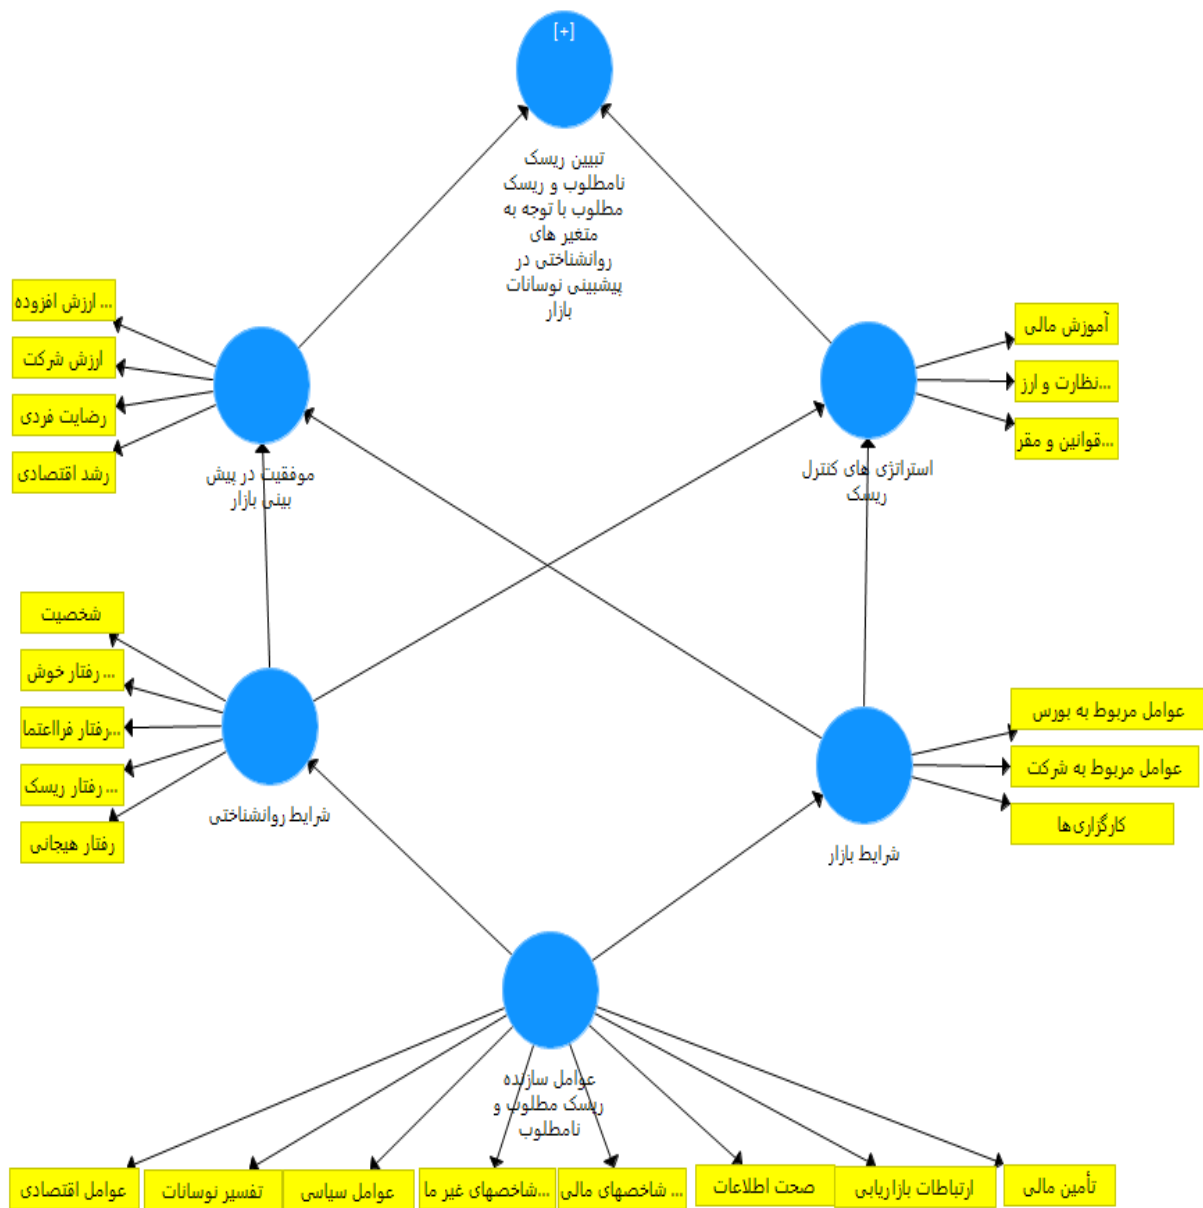 [+]
تبیین ریسک
نامطلوب و ریسک
مطلوب با توجه به
متغیر های
روانشناختی در
پیشبینی نوسانات
بازار
ارزش افزوده ...
ارزش شرکت
رضایت فردی
رشد اقتصادی
موفقیت در پیش
بینی بازار
آموزش مالی
نظارت و ارز...
قوانین و مقر...
استراتژی های کنترل
ریسک
شخصیت
رفتار خوش ...
رفتار فرااعتما...
رفتار ریسک ...
رفتار هیجانی
شرایط روانشناختی
عوامل مربوط به بورس
عوامل مربوط به شرکت
کارگزاری‌ها
شرایط بازار
عوامل سازنده
ریسک مطلوب و
نامطلوب
تأمین مالی
ارتباطات بازاریابی
صحت اطلاعات
شاخصهای مالی ...
شاخصهای غیر ما...
عوامل سیاسی
تفسیر نوسانات
عوامل اقتصادی